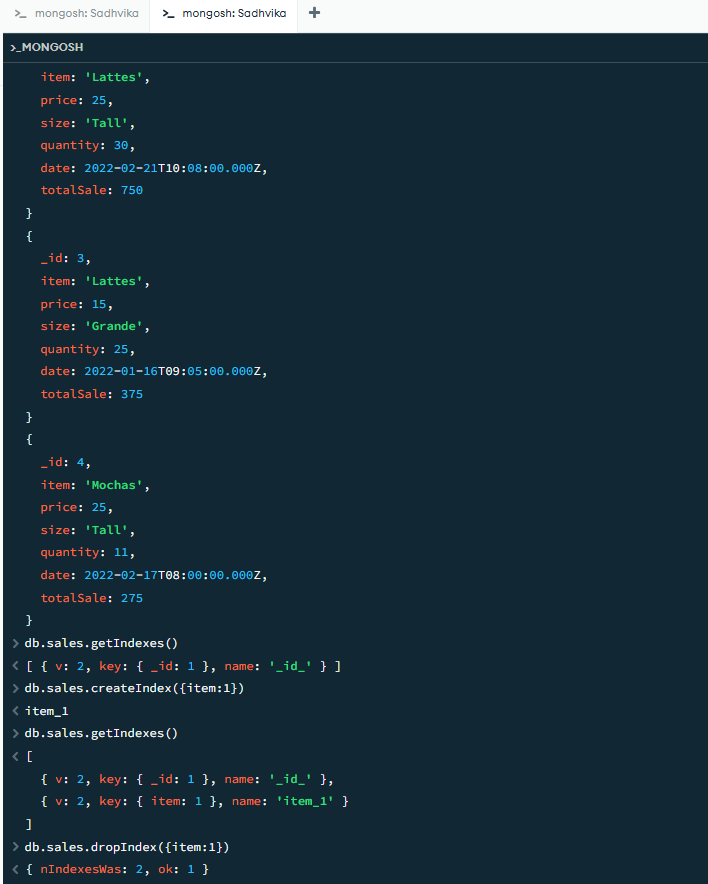 >_ mongosh: Sadhvika
>_ mongosh: Sadhvika +
>_MONGOSH
item: 'Lattes',
price: 25,
size: 'Tall',
quantity: 30,
date: 2022-02-21T10:08:00.000Z,
totalSale: 750
}
{
_id: 3,
item: 'Lattes',
price: 15,
size: 'Grande',
quantity: 25,
date: 2022-01-16T09:05:00.000Z,
totalSale: 375
}
{
_id: 4,
item: 'Mochas',
price: 25,
size: 'Tall',
quantity: 11,
date: 2022-02-17T08:00:00.000Z,
totalSale: 275
}
> db.sales.getIndexes()
< [ { v: 2, key: { _id: 1 }, name: '_id_' } ]
> db.sales.createIndex({item:1})
< item_1
> db.sales.getIndexes()
< [
{ v: 2, key: { _id: 1 }, name: '_id_' },
{ v: 2, key: { item: 1 }, name: 'item_1' }
]
> db.sales.dropIndex({item:1})
< { nIndexesWas: 2, ok: 1 }